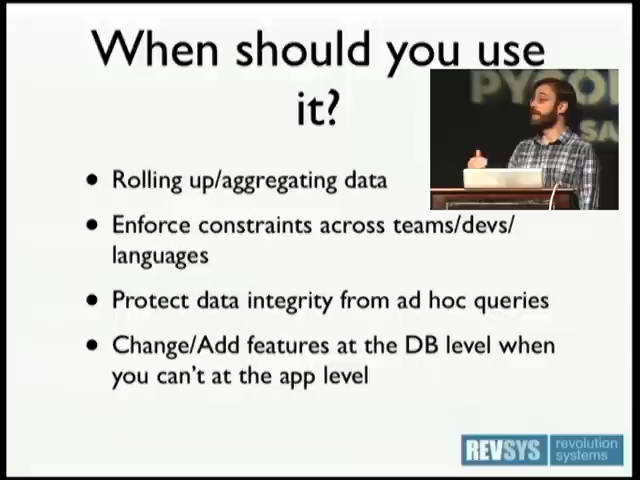 When should you use
it?
PYCO
SA
• Rolling up/aggregating data
• Enforce constraints across teams/devs/
languages
• Protect data integrity from ad hoc queries
• Change/Add features at the DB level when
you can't at the app level
REVSYS revolution
systems